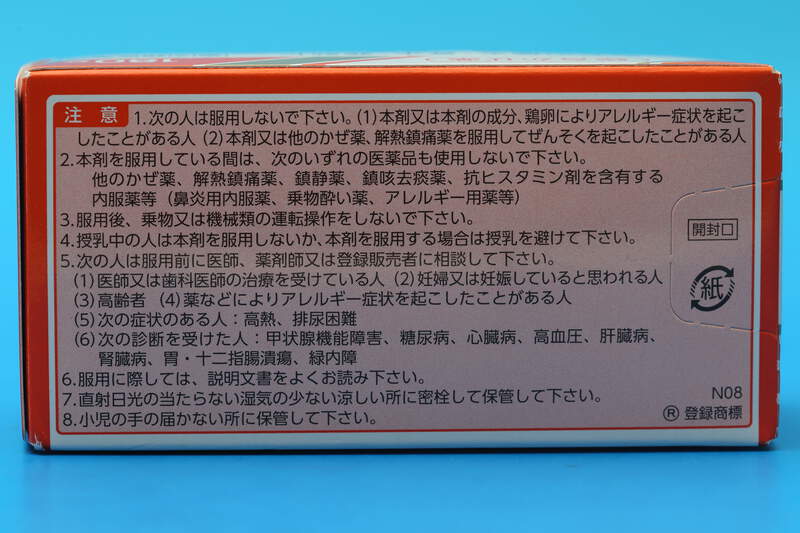 注意 1.次の人は服用しないで下さい。(1)本剤又は本剤の成分、鶏卵によりアレルギー症状を起こ
したことがある人 (2)本剤又は他のかぜ薬、解熱鎮痛薬を服用してぜんそくを起こしたことがある人
2.本剤を服用している間は、次のいずれの医薬品も使用しないで下さい。
他のかぜ薬、解熱鎮痛薬、鎮静薬、鎮咳去痰薬、抗ヒスタミン剤を含有する
内服薬等(鼻炎用内服薬、乗物酔い薬、アレルギー用薬等)
3.服用後、乗物又は機械類の運転操作をしないで下さい。
4.授乳中の人は本剤を服用しないか、本剤を服用する場合は授乳を避けて下さい。
5.次の人は服用前に医師、薬剤師又は登録販売者に相談して下さい。
(1)医師又は歯科医師の治療を受けている人 (2)妊婦又は妊娠していると思われる人
(3)高齢者 (4)薬などによりアレルギー症状を起こしたことがある人
(5)次の症状のある人:高熱、排尿困難
(6)次の診断を受けた人:甲状腺機能障害、糖尿病、心臓病、高血圧、肝臓病、
腎臓病、胃・十二指腸潰瘍、緑内障
6.服用に際しては、説明文書をよくお読み下さい。
7.直射日光の当たらない湿気の少ない涼しい所に密栓して保管して下さい。
8.小児の手の届かない所に保管して下さい。
開封口
紙
N08
®登録商標